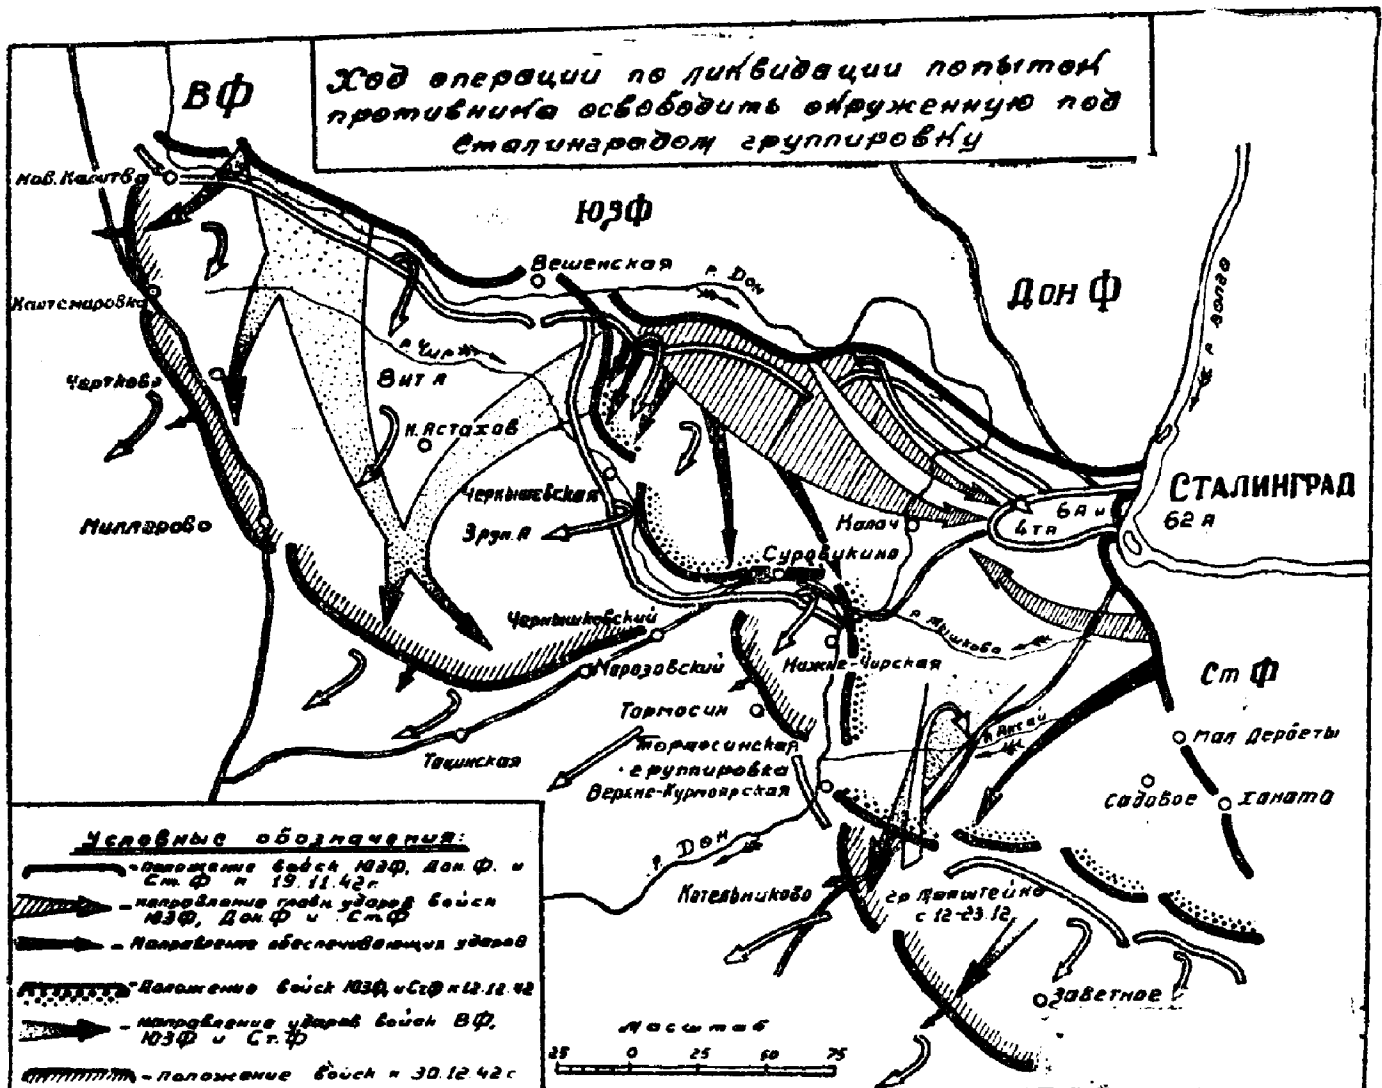 Ход операции по ликвидации попыток
противника освободить окруженную под
Сталинградом группировку
ВФ
Нов. Калитва
ЮЗФ
Вешенская
р. Дон
Дон Ф
р. Волга
Кантемировка
р. Чир
Чертково
8 ит А
Н. Астахов
Чернышевская
3 рум. А
Миллерово
Калач
Суровикино
6 А и
4 ТА
СТАЛИНГРАД
62 А
Чернышковский
р. Мышкова
Морозовский
Нижне-Чирская
Ст Ф
Тормосин
р. Аксай
Мал Дербеты
Тацинская
Тормосинская
группировка
Верхне-Курмоярская
Садовое
Ханата
р. Дон
Котельниково
гр Манштейна
с 12-23.12
Заветное
Условные обозначения:
- положение войск ЮЗФ, Дон. Ф. и
Ст. Ф к 19.11.42г.
- направление главн ударов войск
ЮЗФ, Дон. Ф и Ст. Ф
- Направление обеспечивающих ударов
- Положение войск ЮЗФ и СтФ к 12.12.42
- направление ударов войск ВФ,
ЮЗФ и Ст. Ф
- положение войск к 30.12.42 г
Масштаб
25 0 25 50 75